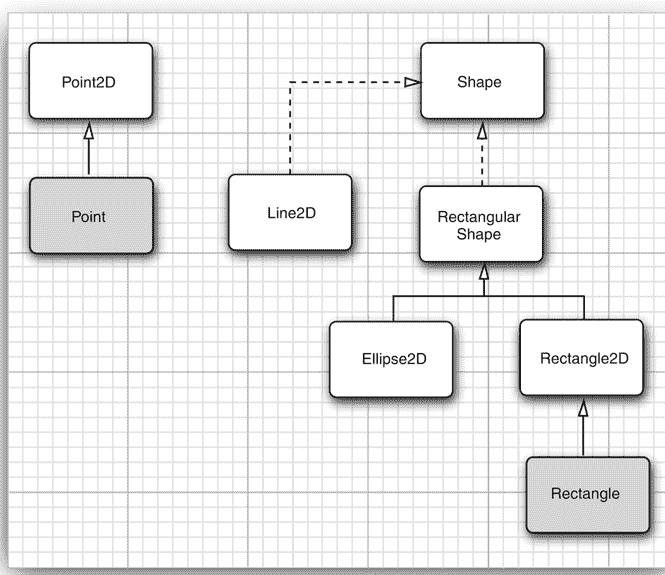 Point2D
Shape
Point
Line2D
Rectangular
Shape
Ellipse2D
Rectangle2D
Rectangle